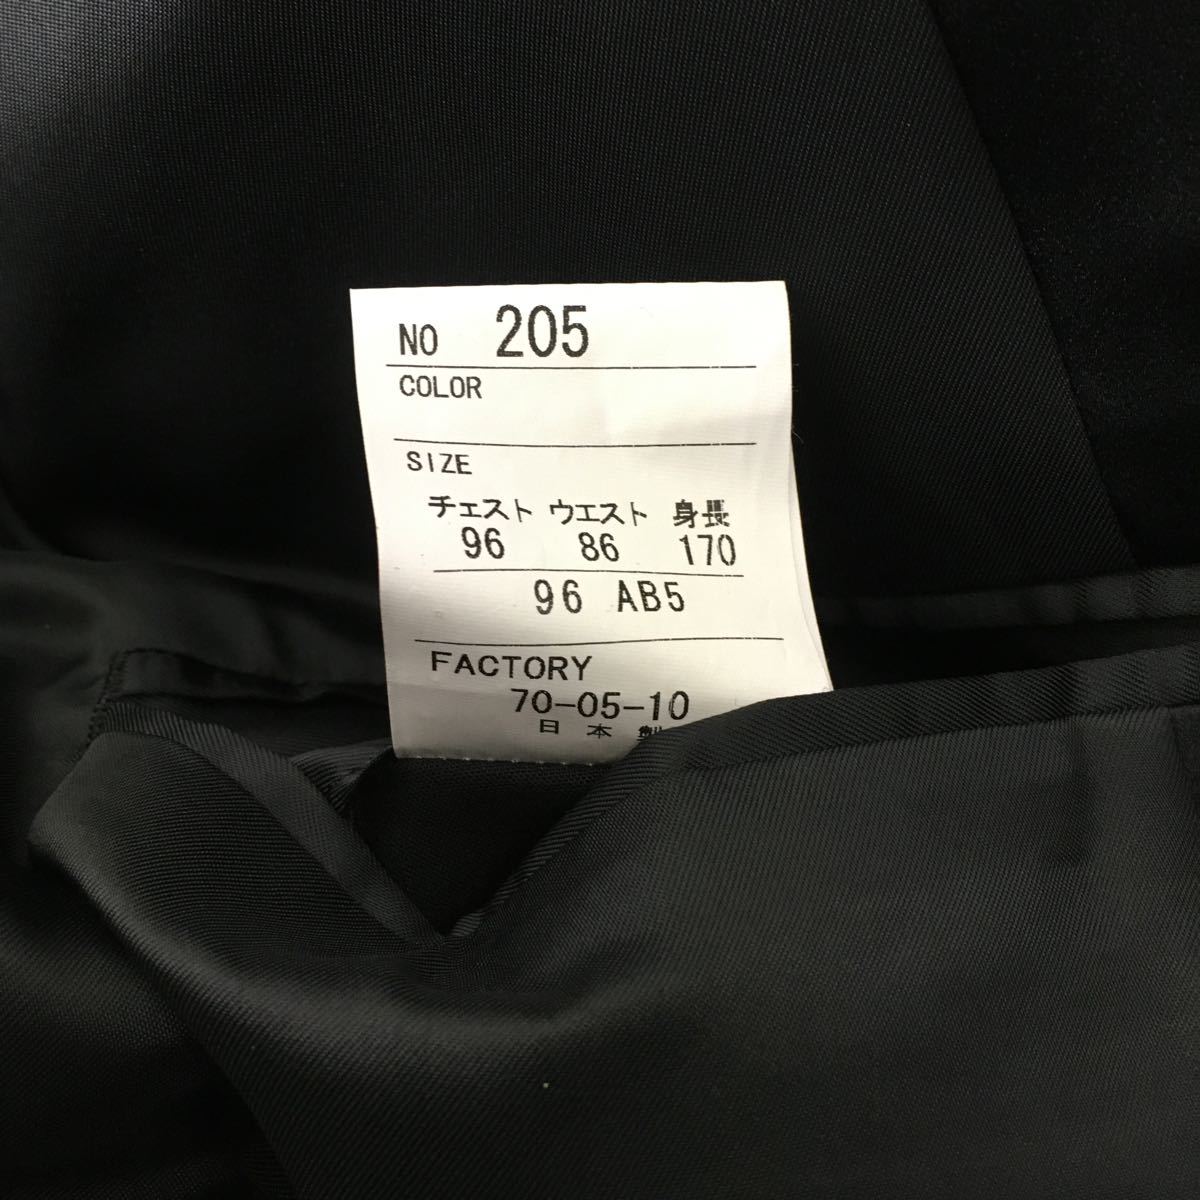 NO 205
COLOR
SIZE
チェスト ウエスト 身長
96 86 170
96 AB5
FACTORY
70-05-10
日本製